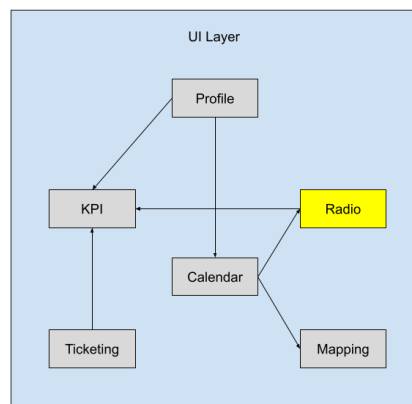 UI Layer
Profile
KPI
Radio
Calendar
Ticketing
Mapping